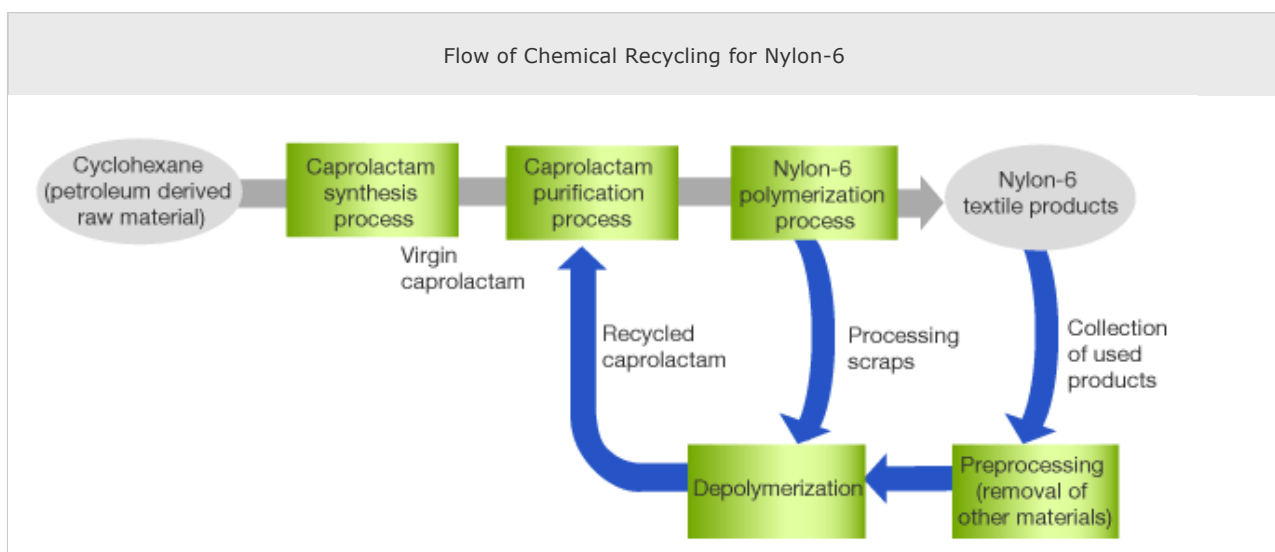 Flow of Chemical Recycling for Nylon-6
Cyclohexane
(petroleum derived
raw material)
Caprolactam
synthesis
process
Caprolactam
purification
process
Nylon-6
polymerization
process
Nylon-6
textile products
Virgin
caprolactam
Recycled
caprolactam
Processing
scraps
Collection
of used
products
Depolymerization
Preprocessing
(removal of
other materials)